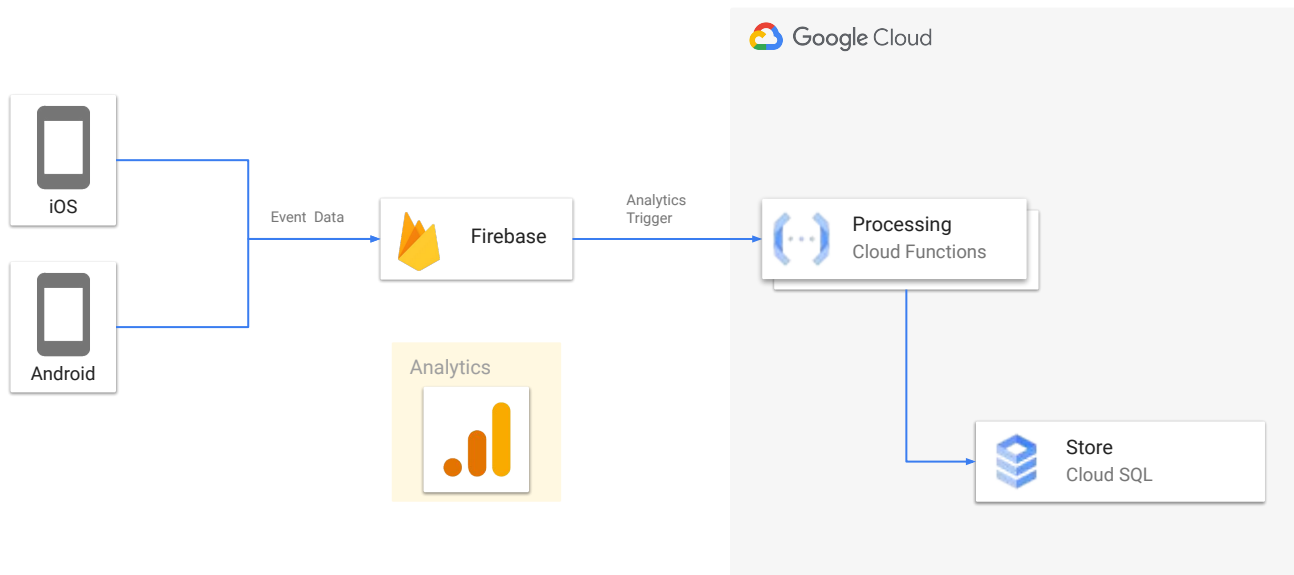 Google Cloud
iOS
Android
Event Data
Firebase
Analytics
Trigger
Processing
Cloud Functions
Analytics
Store
Cloud SQL